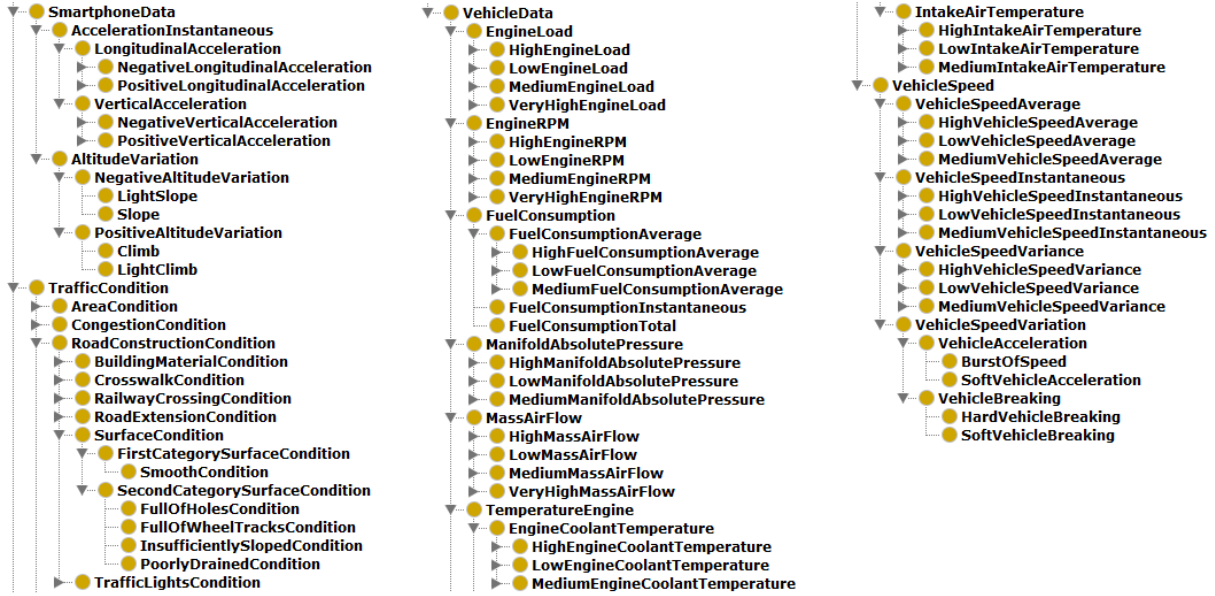 SmartphoneData
AccelerationInstantaneous
LongitudinalAcceleration
NegativeLongitudinalAcceleration
PositiveLongitudinalAcceleration
VerticalAcceleration
NegativeVerticalAcceleration
PositiveVerticalAcceleration
AltitudeVariation
NegativeAltitudeVariation
LightSlope
Slope
PositiveAltitudeVariation
Climb
LightClimb
TrafficCondition
AreaCondition
CongestionCondition
RoadConstructionCondition
BuildingMaterialCondition
CrosswalkCondition
RailwayCrossingCondition
RoadExtensionCondition
SurfaceCondition
FirstCategorySurfaceCondition
SmoothCondition
SecondCategorySurfaceCondition
FullOfHolesCondition
FullOfWheelTracksCondition
InsufficientlySlopedCondition
PoorlyDrainedCondition
TrafficLightsCondition
VehicleData
EngineLoad
HighEngineLoad
LowEngineLoad
MediumEngineLoad
VeryHighEngineLoad
EngineRPM
HighEngineRPM
LowEngineRPM
MediumEngineRPM
VeryHighEngineRPM
FuelConsumption
FuelConsumptionAverage
HighFuelConsumptionAverage
LowFuelConsumptionAverage
MediumFuelConsumptionAverage
FuelConsumptionInstantaneous
FuelConsumptionTotal
ManifoldAbsolutePressure
HighManifoldAbsolutePressure
LowManifoldAbsolutePressure
MediumManifoldAbsolutePressure
MassAirFlow
HighMassAirFlow
LowMassAirFlow
MediumMassAirFlow
VeryHighMassAirFlow
TemperatureEngine
EngineCoolantTemperature
HighEngineCoolantTemperature
LowEngineCoolantTemperature
MediumEngineCoolantTemperature
IntakeAirTemperature
HighIntakeAirTemperature
LowIntakeAirTemperature
MediumIntakeAirTemperature
VehicleSpeed
VehicleSpeedAverage
HighVehicleSpeedAverage
LowVehicleSpeedAverage
MediumVehicleSpeedAverage
VehicleSpeedInstantaneous
HighVehicleSpeedInstantaneous
LowVehicleSpeedInstantaneous
MediumVehicleSpeedInstantaneous
VehicleSpeedVariance
HighVehicleSpeedVariance
LowVehicleSpeedVariance
MediumVehicleSpeedVariance
VehicleSpeedVariation
VehicleAcceleration
BurstOfSpeed
SoftVehicleAcceleration
VehicleBreaking
HardVehicleBreaking
SoftVehicleBreaking